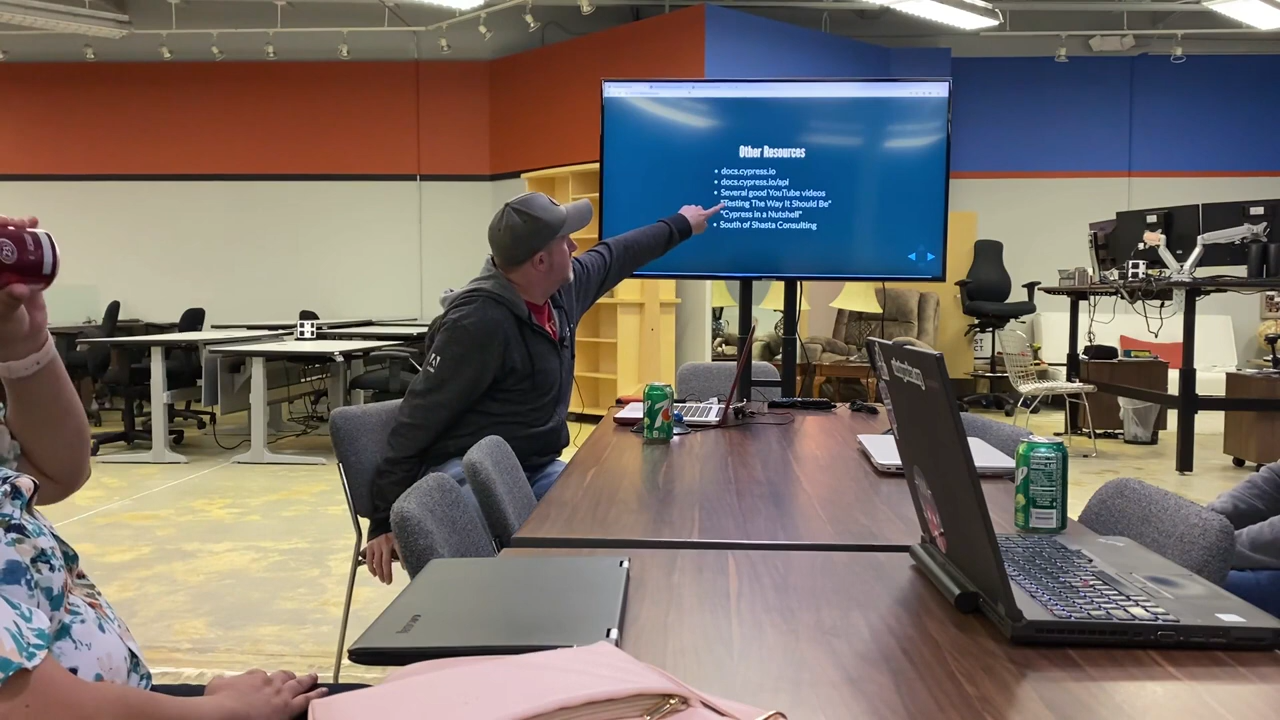 Other Resources
• docs.cypress.io
• docs.cypress.io/api
• Several good YouTube videos
"Testing The Way It Should Be"
"Cypress in a Nutshell"
• South of Shasta Consulting
23